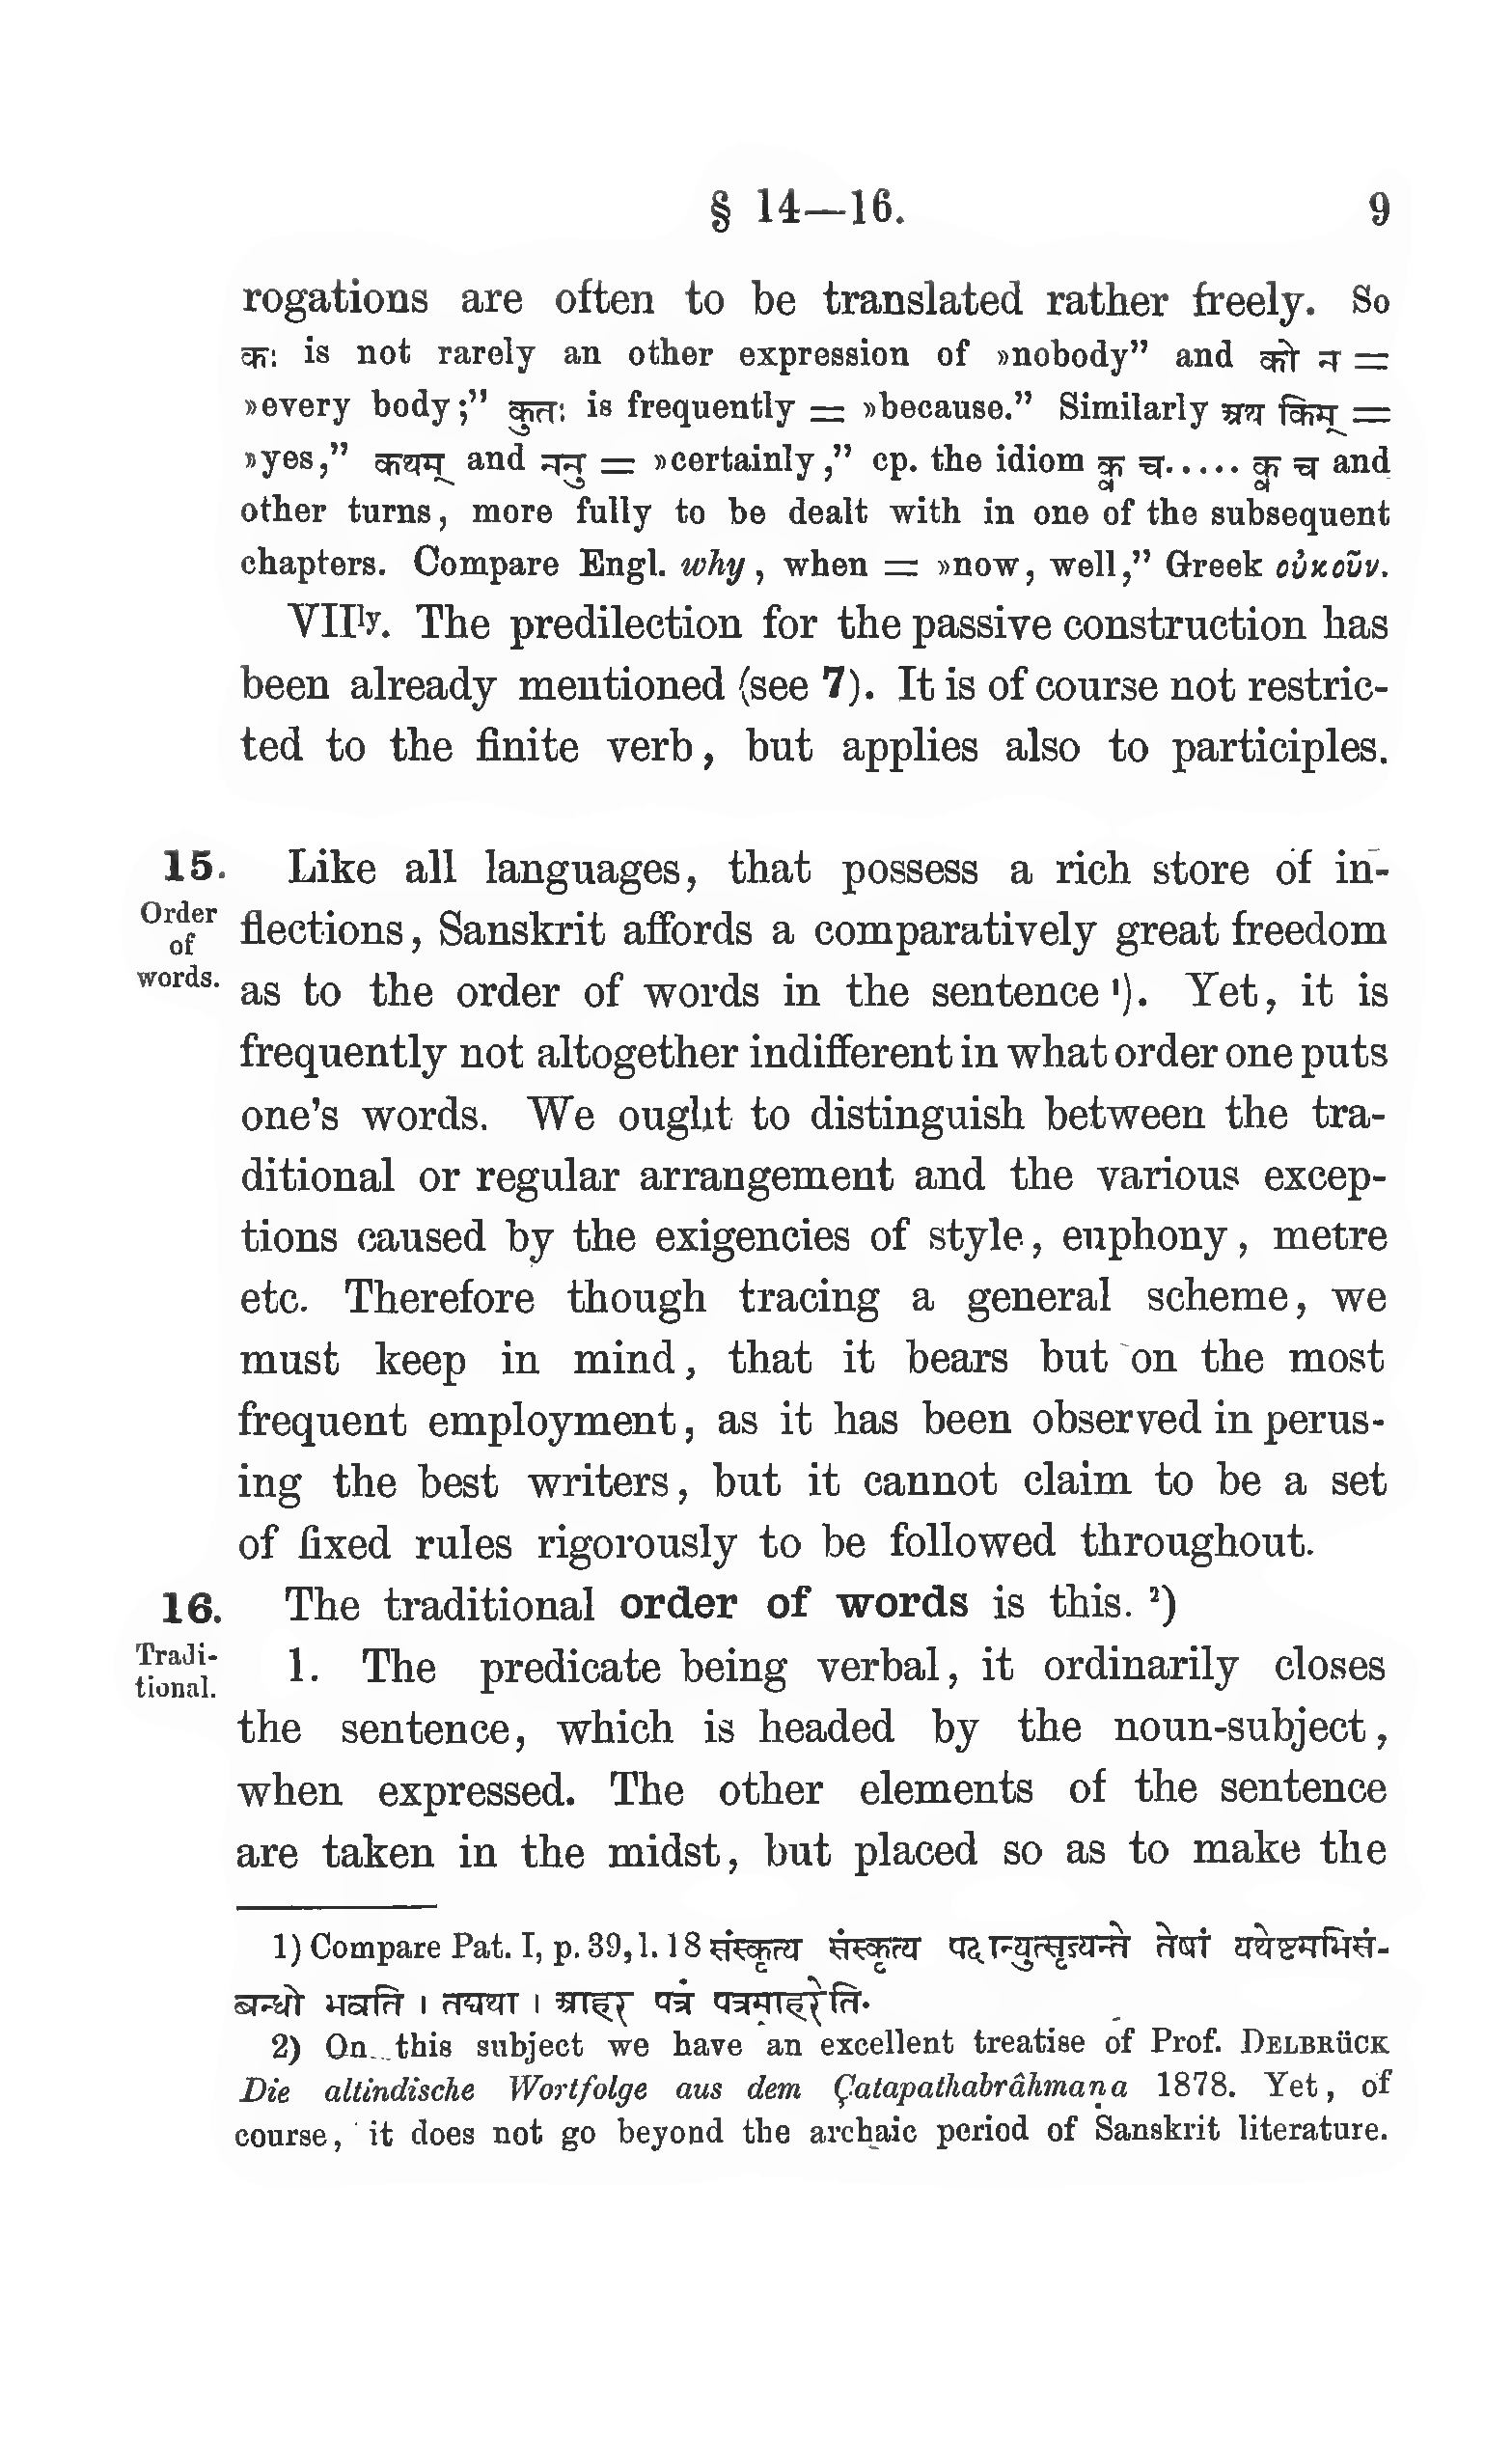 § 14—16. 9
rogations are often to be translated rather freely. So
कः is not rarely an other expression of »nobody” and को न =
»every body;” कुतः is frequently = »because.” Similarly अथ किम् =
»yes,” कथम् and ननु = »certainly,” cp. the idiom क्व च..... क्व च and
other turns, more fully to be dealt with in one of the subsequent
chapters. Compare Engl. why, when = »now, well,” Greek οὐκοῦν.
VIIly. The predilection for the passive construction has
been already mentioned (see 7). It is of course not restric-
ted to the finite verb, but applies also to participles.
15. Like all languages, that possess a rich store of in-
Order
of
words.
flections, Sanskrit affords a comparatively great freedom
as to the order of words in the sentence ¹). Yet, it is
frequently not altogether indifferent in what order one puts
one’s words. We ought to distinguish between the tra-
ditional or regular arrangement and the various excep-
tions caused by the exigencies of style, euphony, metre
etc. Therefore though tracing a general scheme, we
must keep in mind, that it bears but on the most
frequent employment, as it has been observed in perus-
ing the best writers, but it cannot claim to be a set
of fixed rules rigorously to be followed throughout.
16. The traditional order of words is this. ²)
Tradi-
tional.
1. The predicate being verbal, it ordinarily closes
the sentence, which is headed by the noun-subject,
when expressed. The other elements of the sentence
are taken in the midst, but placed so as to make the
1) Compare Pat. I, p. 39, l. 18 संस्कृत्य संस्कृत्य पदान्युत्सृज्यन्ते तेषां यथेष्टमभिसं-
बन्धो भवति । तद्यथा । आहर पत्रं पत्रमाहरेति.
2) On this subject we have an excellent treatise of Prof. DELBRÜCK
Die altindische Wortfolge aus dem Çatapathabrâhmaṇa 1878. Yet, of
course, it does not go beyond the archaic period of Sanskrit literature.